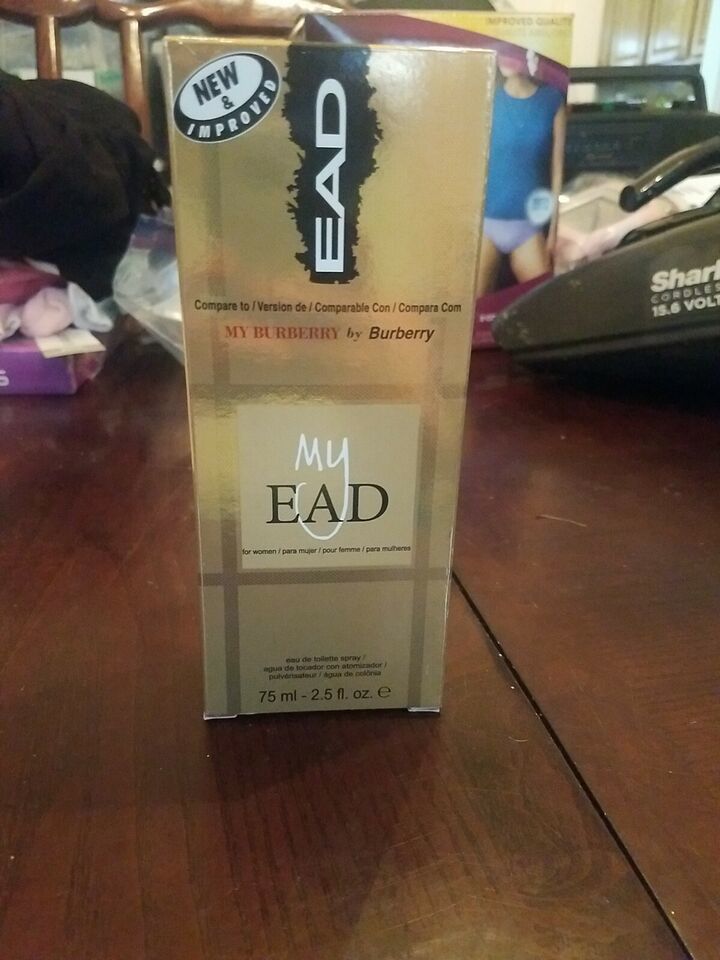 NEW
&
IMPROVED
EAD
Compare to / Version de / Comparable Con / Compara Com
MY BURBERRY by Burberry
My
EAD
for women / para mujer / pour femme / para mulheres
eau de toilette spray /
agua de tocador con atomizador /
pulvérisateur / água de colônia
75 ml - 2.5 fl. oz. e
IMPROVED QUALITY
Shark
CORDLESS
15.6 VOLT